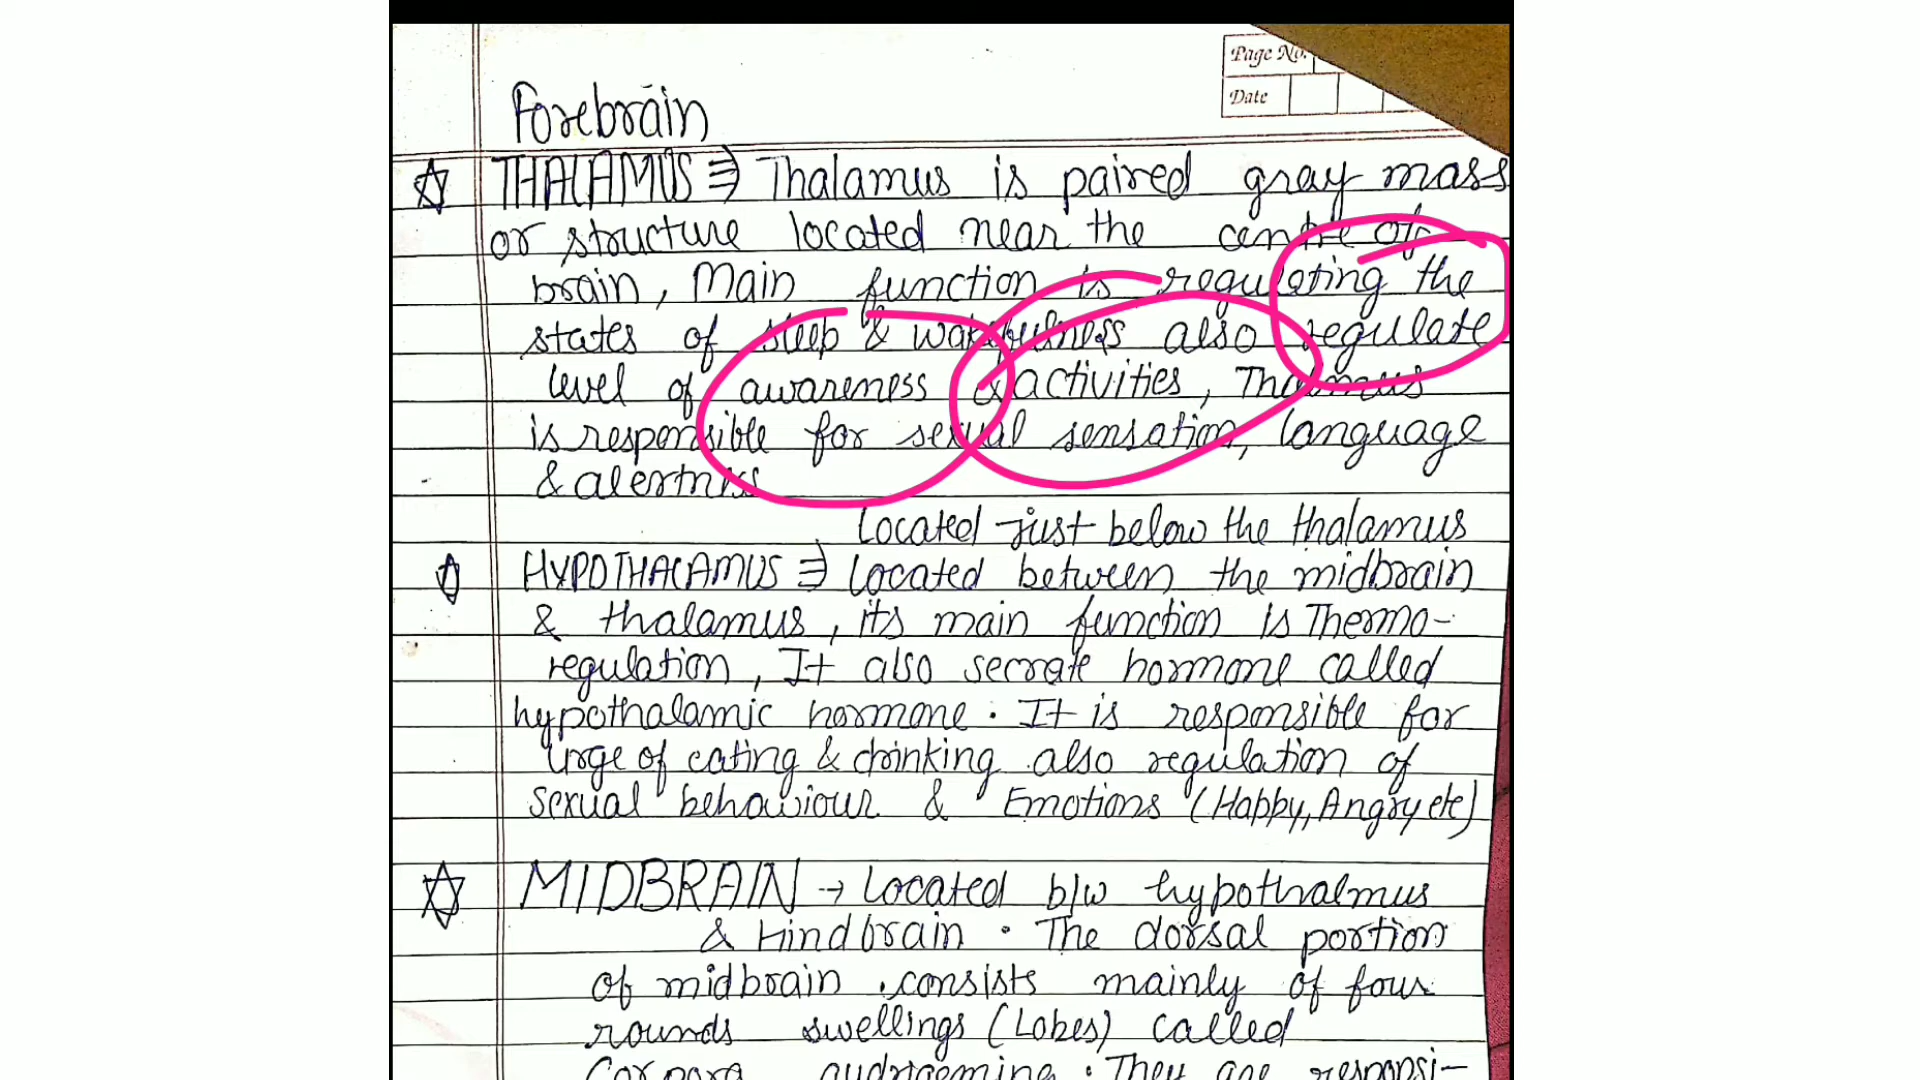 Page No.
Date
Forebrain
THALAMUS ⇒ Thalamus is paired gray mass
or structure located near the centre of
brain, Main function is regulating the
states of sleep & wakefulness also regulate
level of awareness & activities, Thalamus
is responsible for sexual sensation, language
& alertness
Located just below the thalamus
HYPOTHALAMUS ⇒ Located between the midbrain
& thalamus, its main function is Thermo-
regulation, It also secrate hormone called
hypothalamic hormone. It is responsible for
Urge of eating & drinking also regulation of
sexual behaviour & Emotions (Happy, Angry etc)
MIDBRAIN → Located b/w hypothalmus
& Hindbrain. The dorsal portion
of midbrain consists mainly of four
rounds swellings (Lobes) called
Corpora . They are responsi-